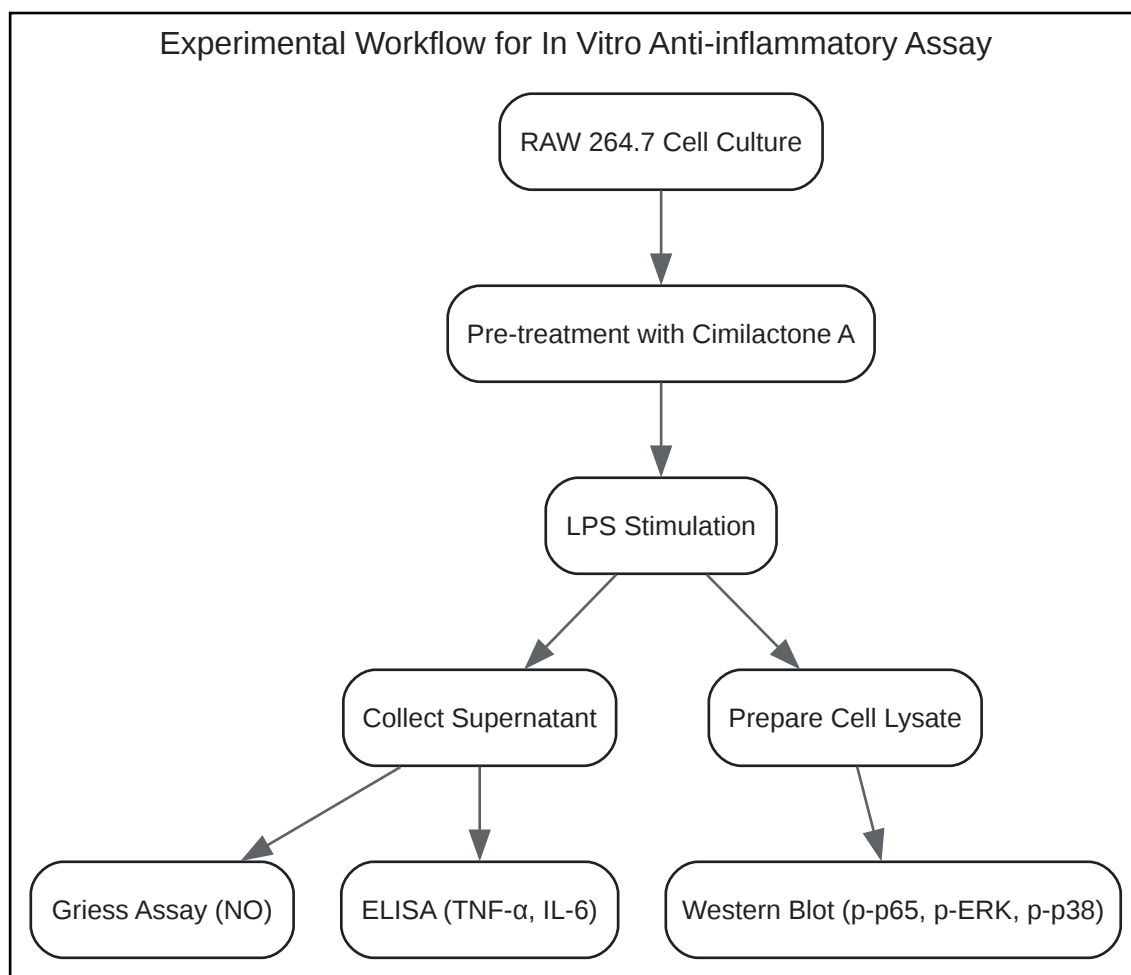 Experimental Workflow for In Vitro Anti-inflammatory Assay
RAW 264.7 Cell Culture
Pre-treatment with Cimilactone A
LPS Stimulation
Collect Supernatant
Prepare Cell Lysate
Griess Assay (NO)
ELISA (TNF-α, IL-6)
Western Blot (p-p65, p-ERK, p-p38)